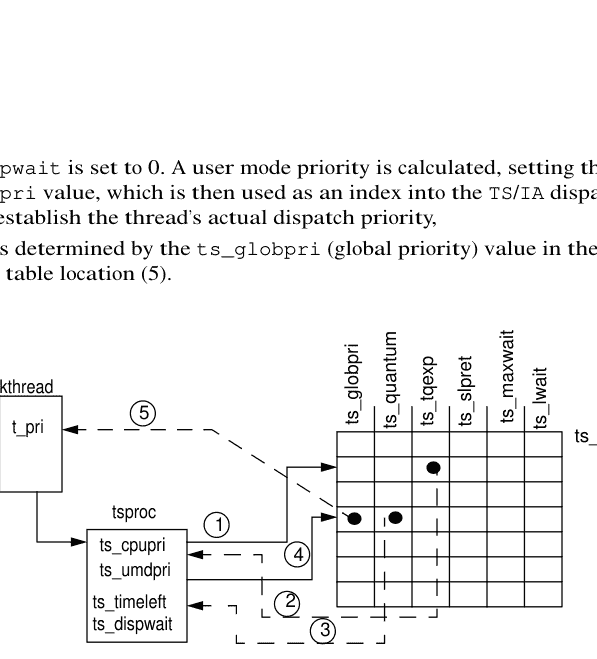 pwait is set to 0. A user mode priority is calculated, setting th
pri value, which is then used as an index into the TS/IA dispa
establish the thread's actual dispatch priority,
s determined by the ts_globpri (global priority) value in the
table location (5).
ts_globpri
ts_quantum
ts_tqexp
ts_slpret
ts_maxwait
ts_lwait
kthread
t_pri
5
ts_
tsproc
1
ts_cpupri
4
ts_umdpri
2
ts_timeleft
ts_dispwait
3